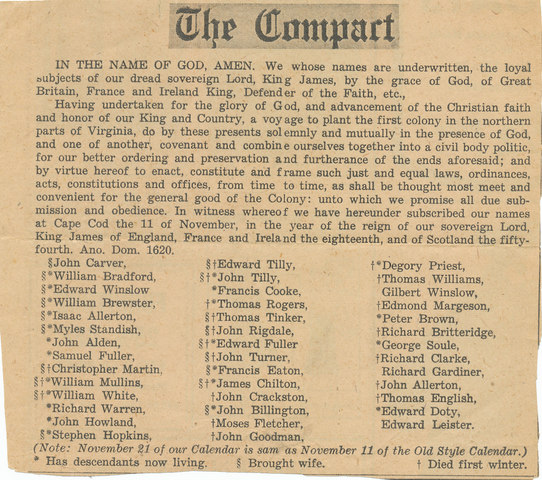 The Compact
IN THE NAME OF GOD, AMEN. We whose names are underwritten, the loyal
subjects of our dread sovereign Lord, King James, by the grace of God, of Great
Britain, France and Ireland King, Defender of the Faith, etc.,
Having undertaken for the glory of God, and advancement of the Christian faith
and honor of our King and Country, a voyage to plant the first colony in the northern
parts of Virginia, do by these presents solemnly and mutually in the presence of God,
and one of another, covenant and combine ourselves together into a civil body politic,
for our better ordering and preservation and furtherance of the ends aforesaid; and
by virtue hereof to enact, constitute and frame such just and equal laws, ordinances,
acts, constitutions and offices, from time to time, as shall be thought most meet and
convenient for the general good of the Colony: unto which we promise all due sub-
mission and obedience. In witness whereof we have hereunder subscribed our names
at Cape Cod the 11 of November, in the year of the reign of our sovereign Lord,
King James of England, France and Ireland the eighteenth, and of Scotland the fifty-
fourth. Ano. Dom. 1620.
§John Carver,
§*William Bradford,
§*Edward Winslow
§*William Brewster,
§*Isaac Allerton,
§*Myles Standish,
*John Alden,
*Samuel Fuller,
§†Christopher Martin,
§†*William Mullins,
§†*William White,
*Richard Warren,
*John Howland,
§*Stephen Hopkins,
§†Edward Tilly,
§†*John Tilly,
*Francis Cooke,
†*Thomas Rogers,
§†Thomas Tinker,
§†John Rigdale,
§†*Edward Fuller
§†John Turner,
§*Francis Eaton,
§†*James Chilton,
†John Crackston,
§*John Billington,
†Moses Fletcher,
†John Goodman,
†*Degory Priest,
†Thomas Williams,
Gilbert Winslow,
†Edmond Margeson,
*Peter Brown,
†Richard Britteridge,
*George Soule,
†Richard Clarke,
Richard Gardiner,
†John Allerton,
†Thomas English,
*Edward Doty,
Edward Leister.
(Note: November 21 of our Calendar is sam as November 11 of the Old Style Calendar.)
* Has descendants now living. § Brought wife. † Died first winter.